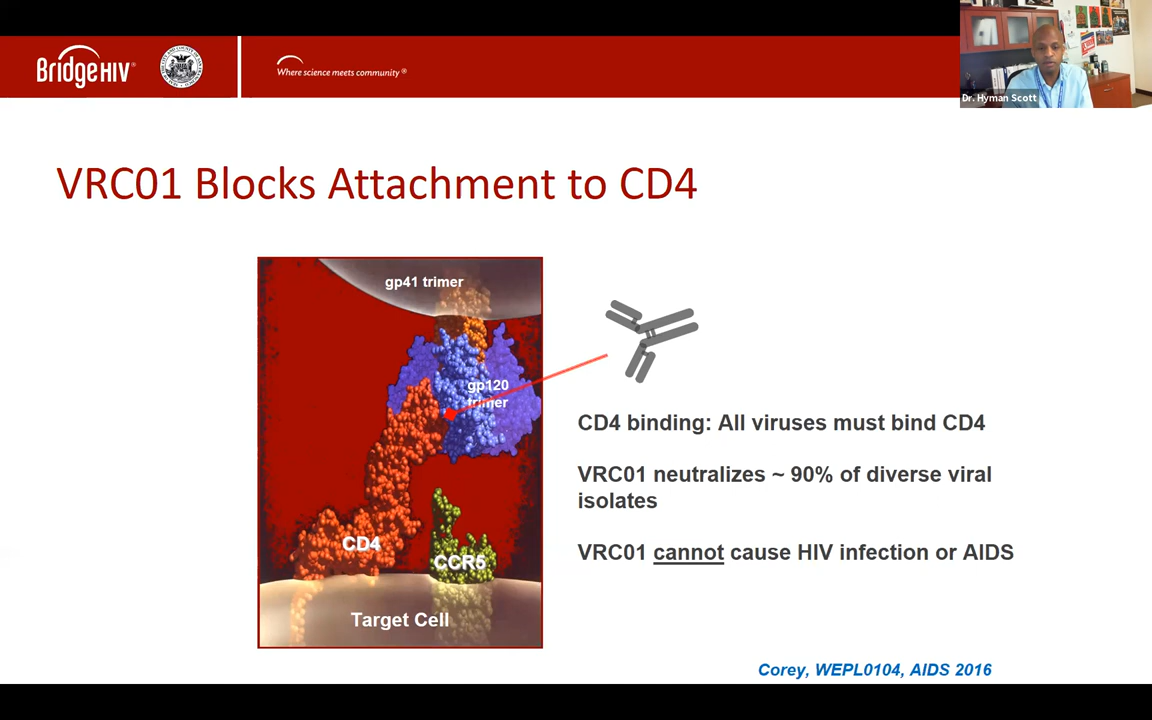 BridgeHIV®
Where science meets community®
Dr. Hyman Scott
VRC01 Blocks Attachment to CD4
gp41 trimer
gp120
trimer
CD4
CCR5
Target Cell
CD4 binding: All viruses must bind CD4
VRC01 neutralizes ~ 90% of diverse viral
isolates
VRC01 cannot cause HIV infection or AIDS
Corey, WEPL0104, AIDS 2016